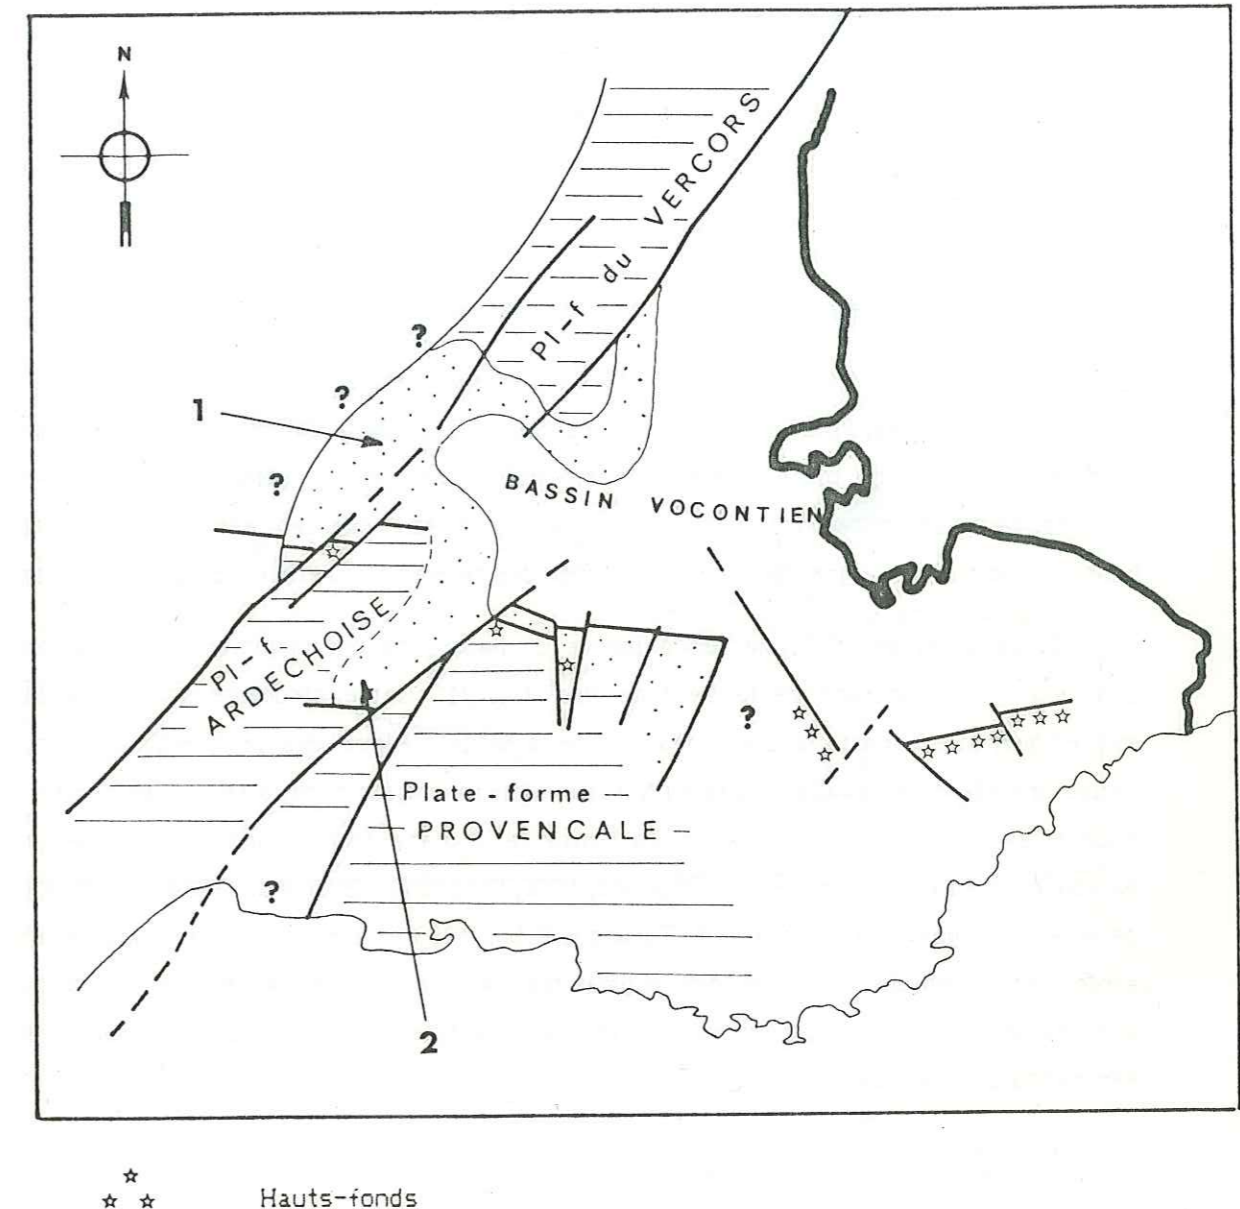 N
VERCORS
Pl-f du
?
?
1
?
BASSIN VOCONTIEN
Pl-f
ARDECHOISE
?
Plate-forme
PROVENCALE
?
2
Hauts-fonds